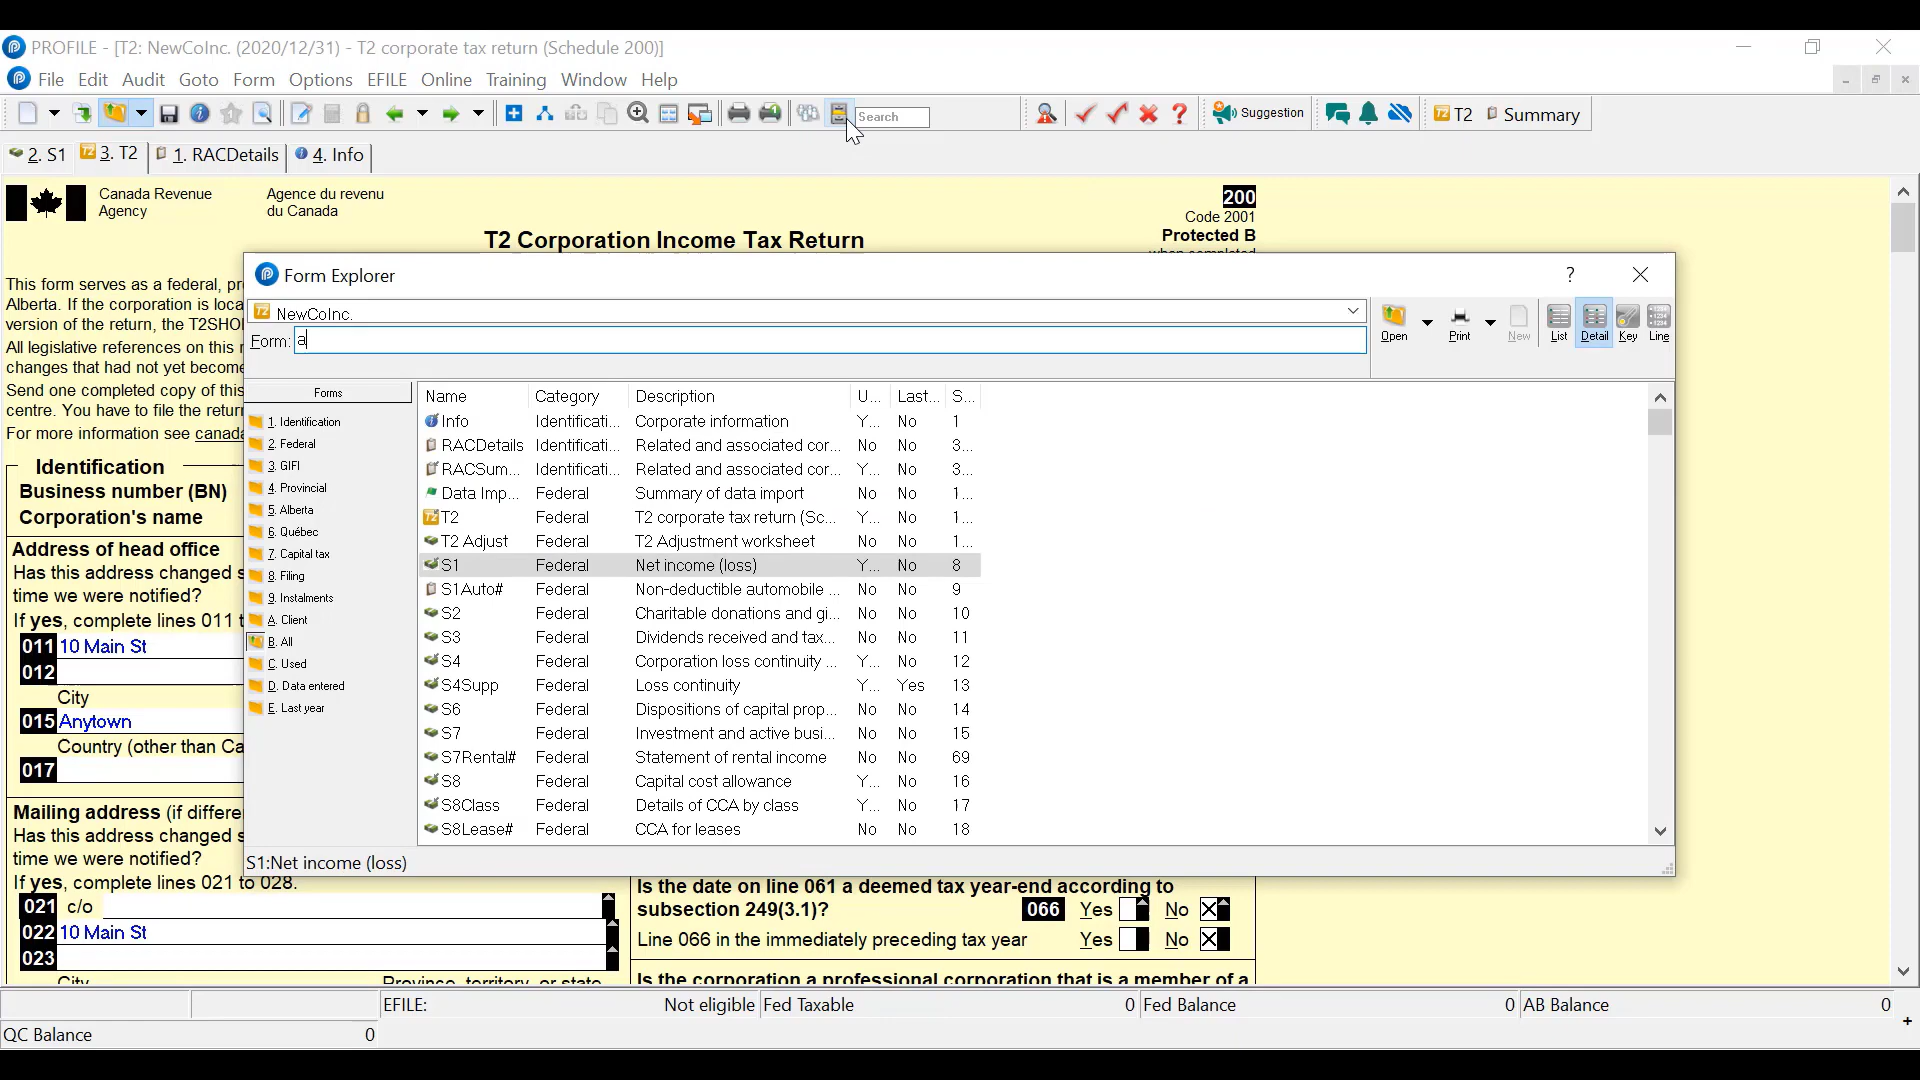 PROFILE - [T2: NewCoInc. (2020/12/31) - T2 corporate tax return (Schedule 200)]
File Edit Audit Goto Form Options EFILE Online Training Window Help
Search Suggestion T2 Summary
2. S1 3. T2 1. RACDetails 4. Info
Canada Revenue Agence du revenu 200
Agency du Canada Code 2001
Protected B
T2 Corporation Income Tax Return
This form serves as a federal, pr
Alberta. If the corporation is loca
version of the return, the T2SHO
All legislative references on this r
changes that had not yet become
Send one completed copy of this
centre. You have to file the return
For more information see canada
Identification
Business number (BN)
Corporation's name
Address of head office
Has this address changed s
time we were notified?
If yes, complete lines 011 t
011 10 Main St
012
City
015 Anytown
Country (other than Ca
017
Mailing address (if differe
Has this address changed s
time we were notified?
If yes, complete lines 021 to 028.
021 c/o
022 10 Main St
023
City Province, territory, or state
Form Explorer ?
NewCoInc.
Form: a
Open Print New List Detail Key Line
Forms
1. Identification
2. Federal
3. GIFI
4. Provincial
5. Alberta
6. Québec
7. Capital tax
8. Filing
9. Instalments
A. Client
B. All
C. Used
D. Data entered
E. Last year
Name Category Description U... Last... S...
Info Identificati... Corporate information Y... No 1
RACDetails Identificati... Related and associated cor... No No 3...
RACSum... Identificati... Related and associated cor... Y... No 3...
Data Imp... Federal Summary of data import No No 1...
T2 Federal T2 corporate tax return (Sc... Y... No 1...
T2 Adjust Federal T2 Adjustment worksheet No No 1...
S1 Federal Net income (loss) Y... No 8
S1Auto# Federal Non-deductible automobile ... No No 9
S2 Federal Charitable donations and gi... No No 10
S3 Federal Dividends received and tax... No No 11
S4 Federal Corporation loss continuity ... Y... No 12
S4Supp Federal Loss continuity Y... Yes 13
S6 Federal Dispositions of capital prop... No No 14
S7 Federal Investment and active busi... No No 15
S7Rental# Federal Statement of rental income No No 69
S8 Federal Capital cost allowance Y... No 16
S8Class Federal Details of CCA by class Y... No 17
S8Lease# Federal CCA for leases No No 18
S1:Net income (loss)
Is the date on line 061 a deemed tax year-end according to
subsection 249(3.1)? 066 Yes No X
Line 066 in the immediately preceding tax year Yes No X
Is the corporation a professional corporation that is a member of a
EFILE: Not eligible Fed Taxable 0 Fed Balance 0 AB Balance 0
QC Balance 0